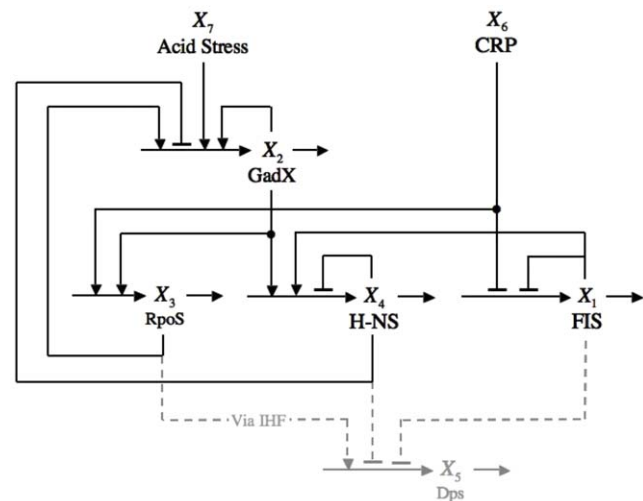 X7 X6
Acid Stress CRP
X2
GadX
X3 X4 X1
RpoS H-NS FIS
Via IHF
X5
Dps